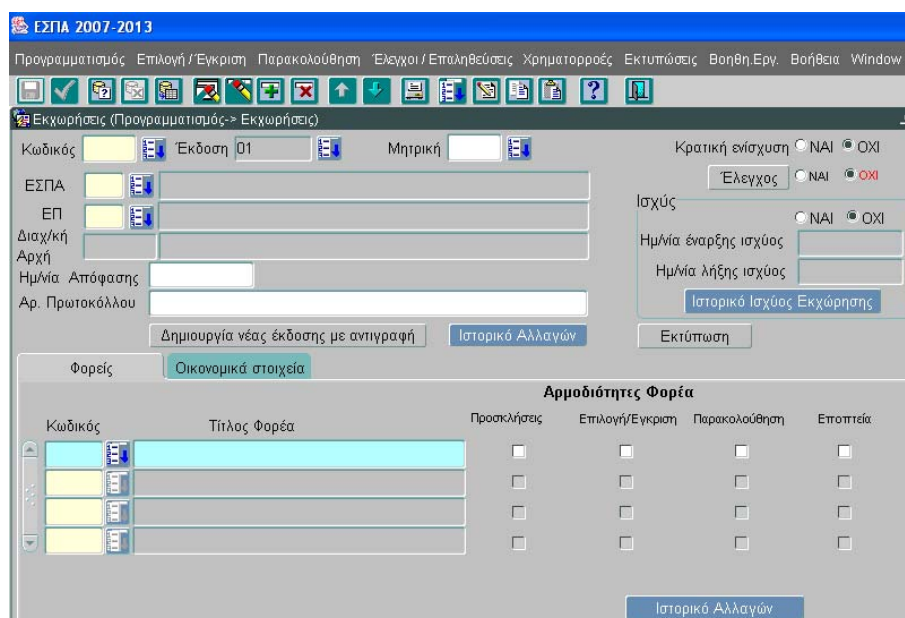 ΕΣΠΑ 2007-2013
Προγραμματισμός Επιλογή / Έγκριση Παρακολούθηση Έλεγχοι / Επαληθεύσεις Χρηματορροές Εκτυπώσεις Βοηθη.Εργ. Βοήθεια Window
Εκχωρήσεις (Προγραμματισμός-> Εκχωρήσεις)
Κωδικός Έκδοση 01 Μητρική Κρατική ενίσχυση ΝΑΙ ΟΧΙ
ΕΣΠΑ Έλεγχος ΝΑΙ ΟΧΙ
Ισχύς
ΕΠ ΝΑΙ ΟΧΙ
Διαχ/κή Αρχή Ημ/νία έναρξης ισχύος
Ημ/νία Απόφασης Ημ/νία λήξης ισχύος
Αρ. Πρωτοκόλλου Ιστορικό Ισχύος Εκχώρησης
Δημιουργία νέας έκδοσης με αντιγραφή Ιστορικό Αλλαγών Εκτύπωση
Φορείς Οικονομικά στοιχεία
Αρμοδιότητες Φορέα
Κωδικός Τίτλος Φορέα Προσκλήσεις Επιλογή/Εγκριση Παρακολούθηση Εποπτεία
Ιστορικό Αλλαγών